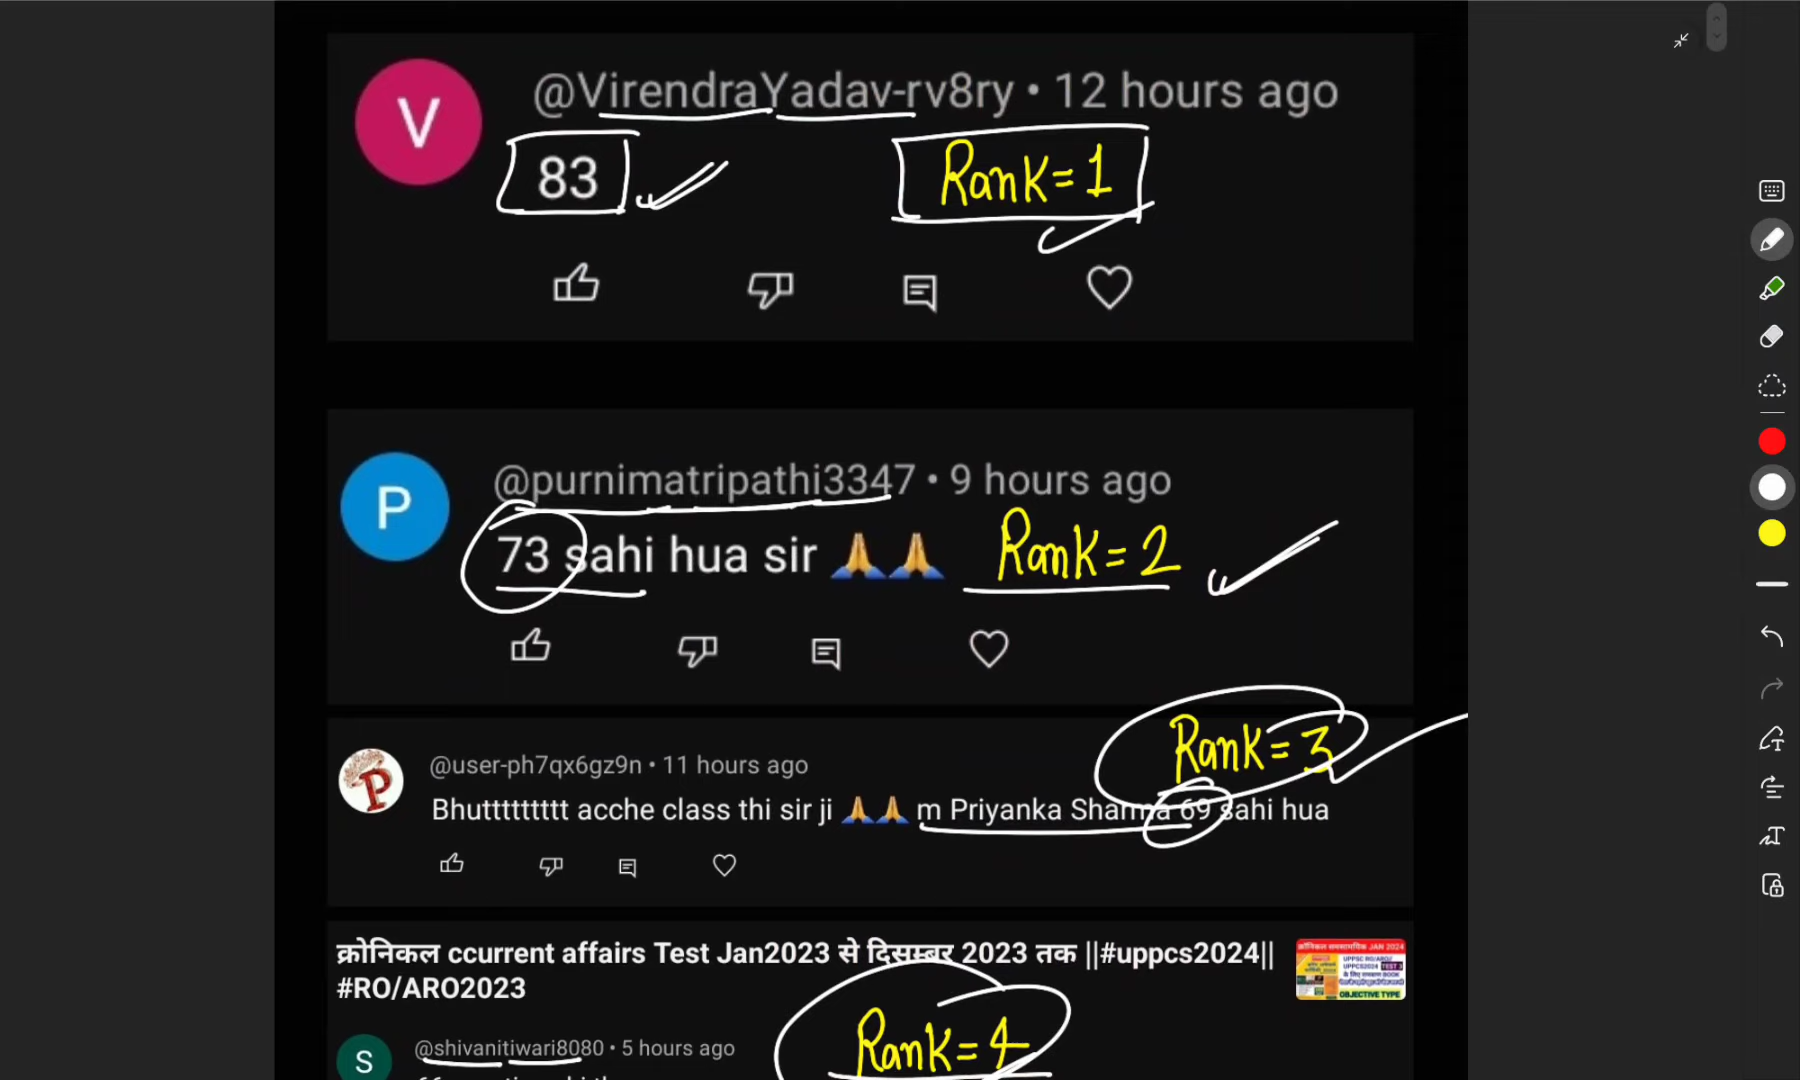 V
@VirendraYadav-rv8ry • 12 hours ago
83
Rank = 1
P
@purnimatripathi3347 • 9 hours ago
73 sahi hua sir 🙏🙏
Rank = 2
Rank = 3
P
@user-ph7qx6gz9n • 11 hours ago
Bhuttttttttt acche class thi sir ji 🙏🙏 m Priyanka Sharma 69 sahi hua
क्रोनिकल ccurrent affairs Test Jan2023 से दिसम्बर 2023 तक ||#uppcs2024||
#RO/ARO2023
OBJECTIVE TYPE
Rank = 4
S
@shivanitiwari8080 • 5 hours ago